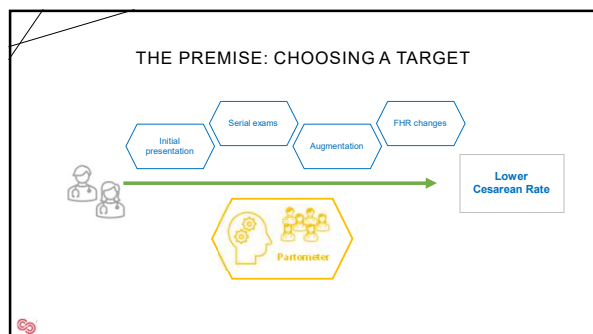 THE PREMISE: CHOOSING A TARGET
Serial exams
FHR changes
Initial
presentation
Augmentation
Lower
Cesarean Rate
Partometer